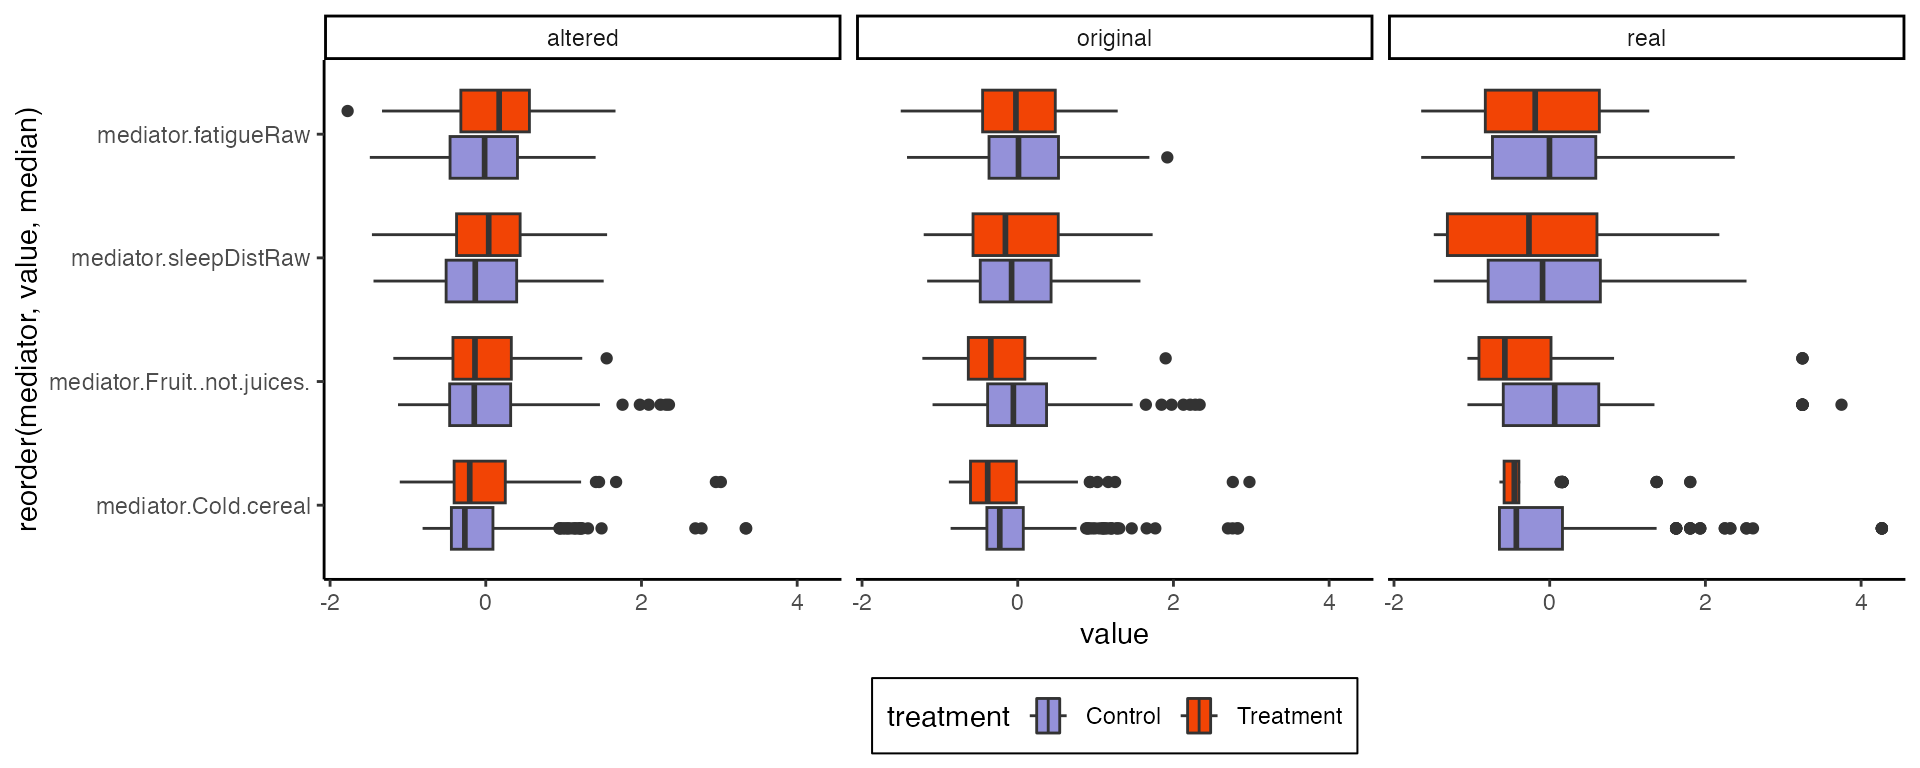 altered
original
real
reorder(mediator, value, median)
mediator.fatigueRaw
mediator.sleepDistRaw
mediator.Fruit..not.juices.
mediator.Cold.cereal
-2 0 2 4
-2 0 2 4
-2 0 2 4
value
treatment Control Treatment